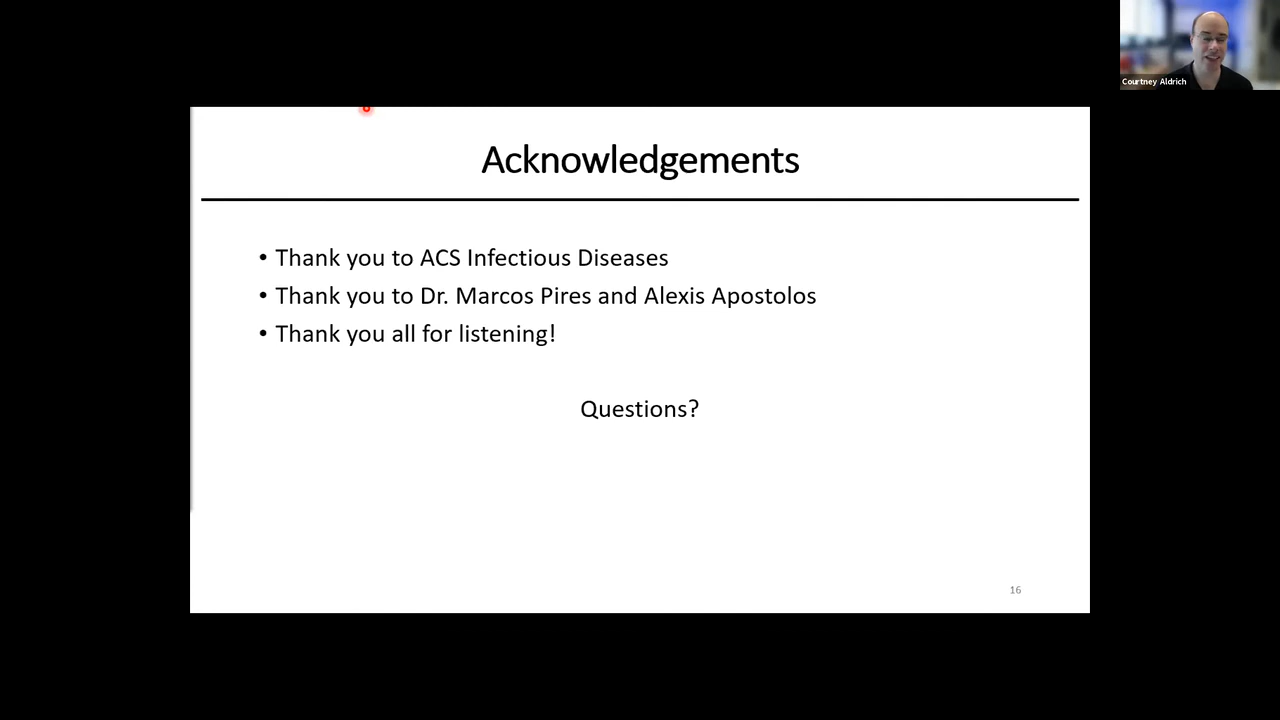 Courtney Aldrich
Acknowledgements
• Thank you to ACS Infectious Diseases
• Thank you to Dr. Marcos Pires and Alexis Apostolos
• Thank you all for listening!
Questions?
16